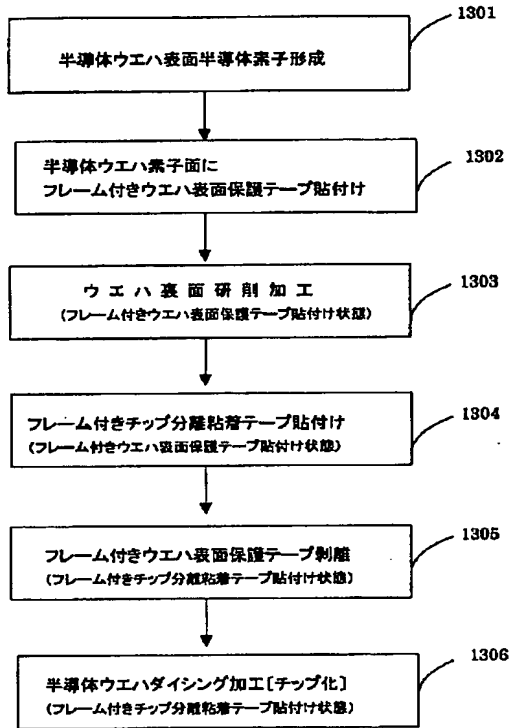 1301
半導体ウエハ表面半導体素子形成
1302
半導体ウエハ素子面に
フレーム付きウエハ表面保護テープ貼付け
1303
ウエハ裏面研削加工
(フレーム付きウエハ表面保護テープ貼付け状態)
1304
フレーム付きチップ分離粘着テープ貼付け
(フレーム付きウエハ表面保護テープ貼付け状態)
1305
フレーム付きウエハ表面保護テープ剥離
(フレーム付きチップ分離粘着テープ貼付け状態)
1306
半導体ウエハダイシング加工[チップ化]
(フレーム付きチップ分離粘着テープ貼付け状態)